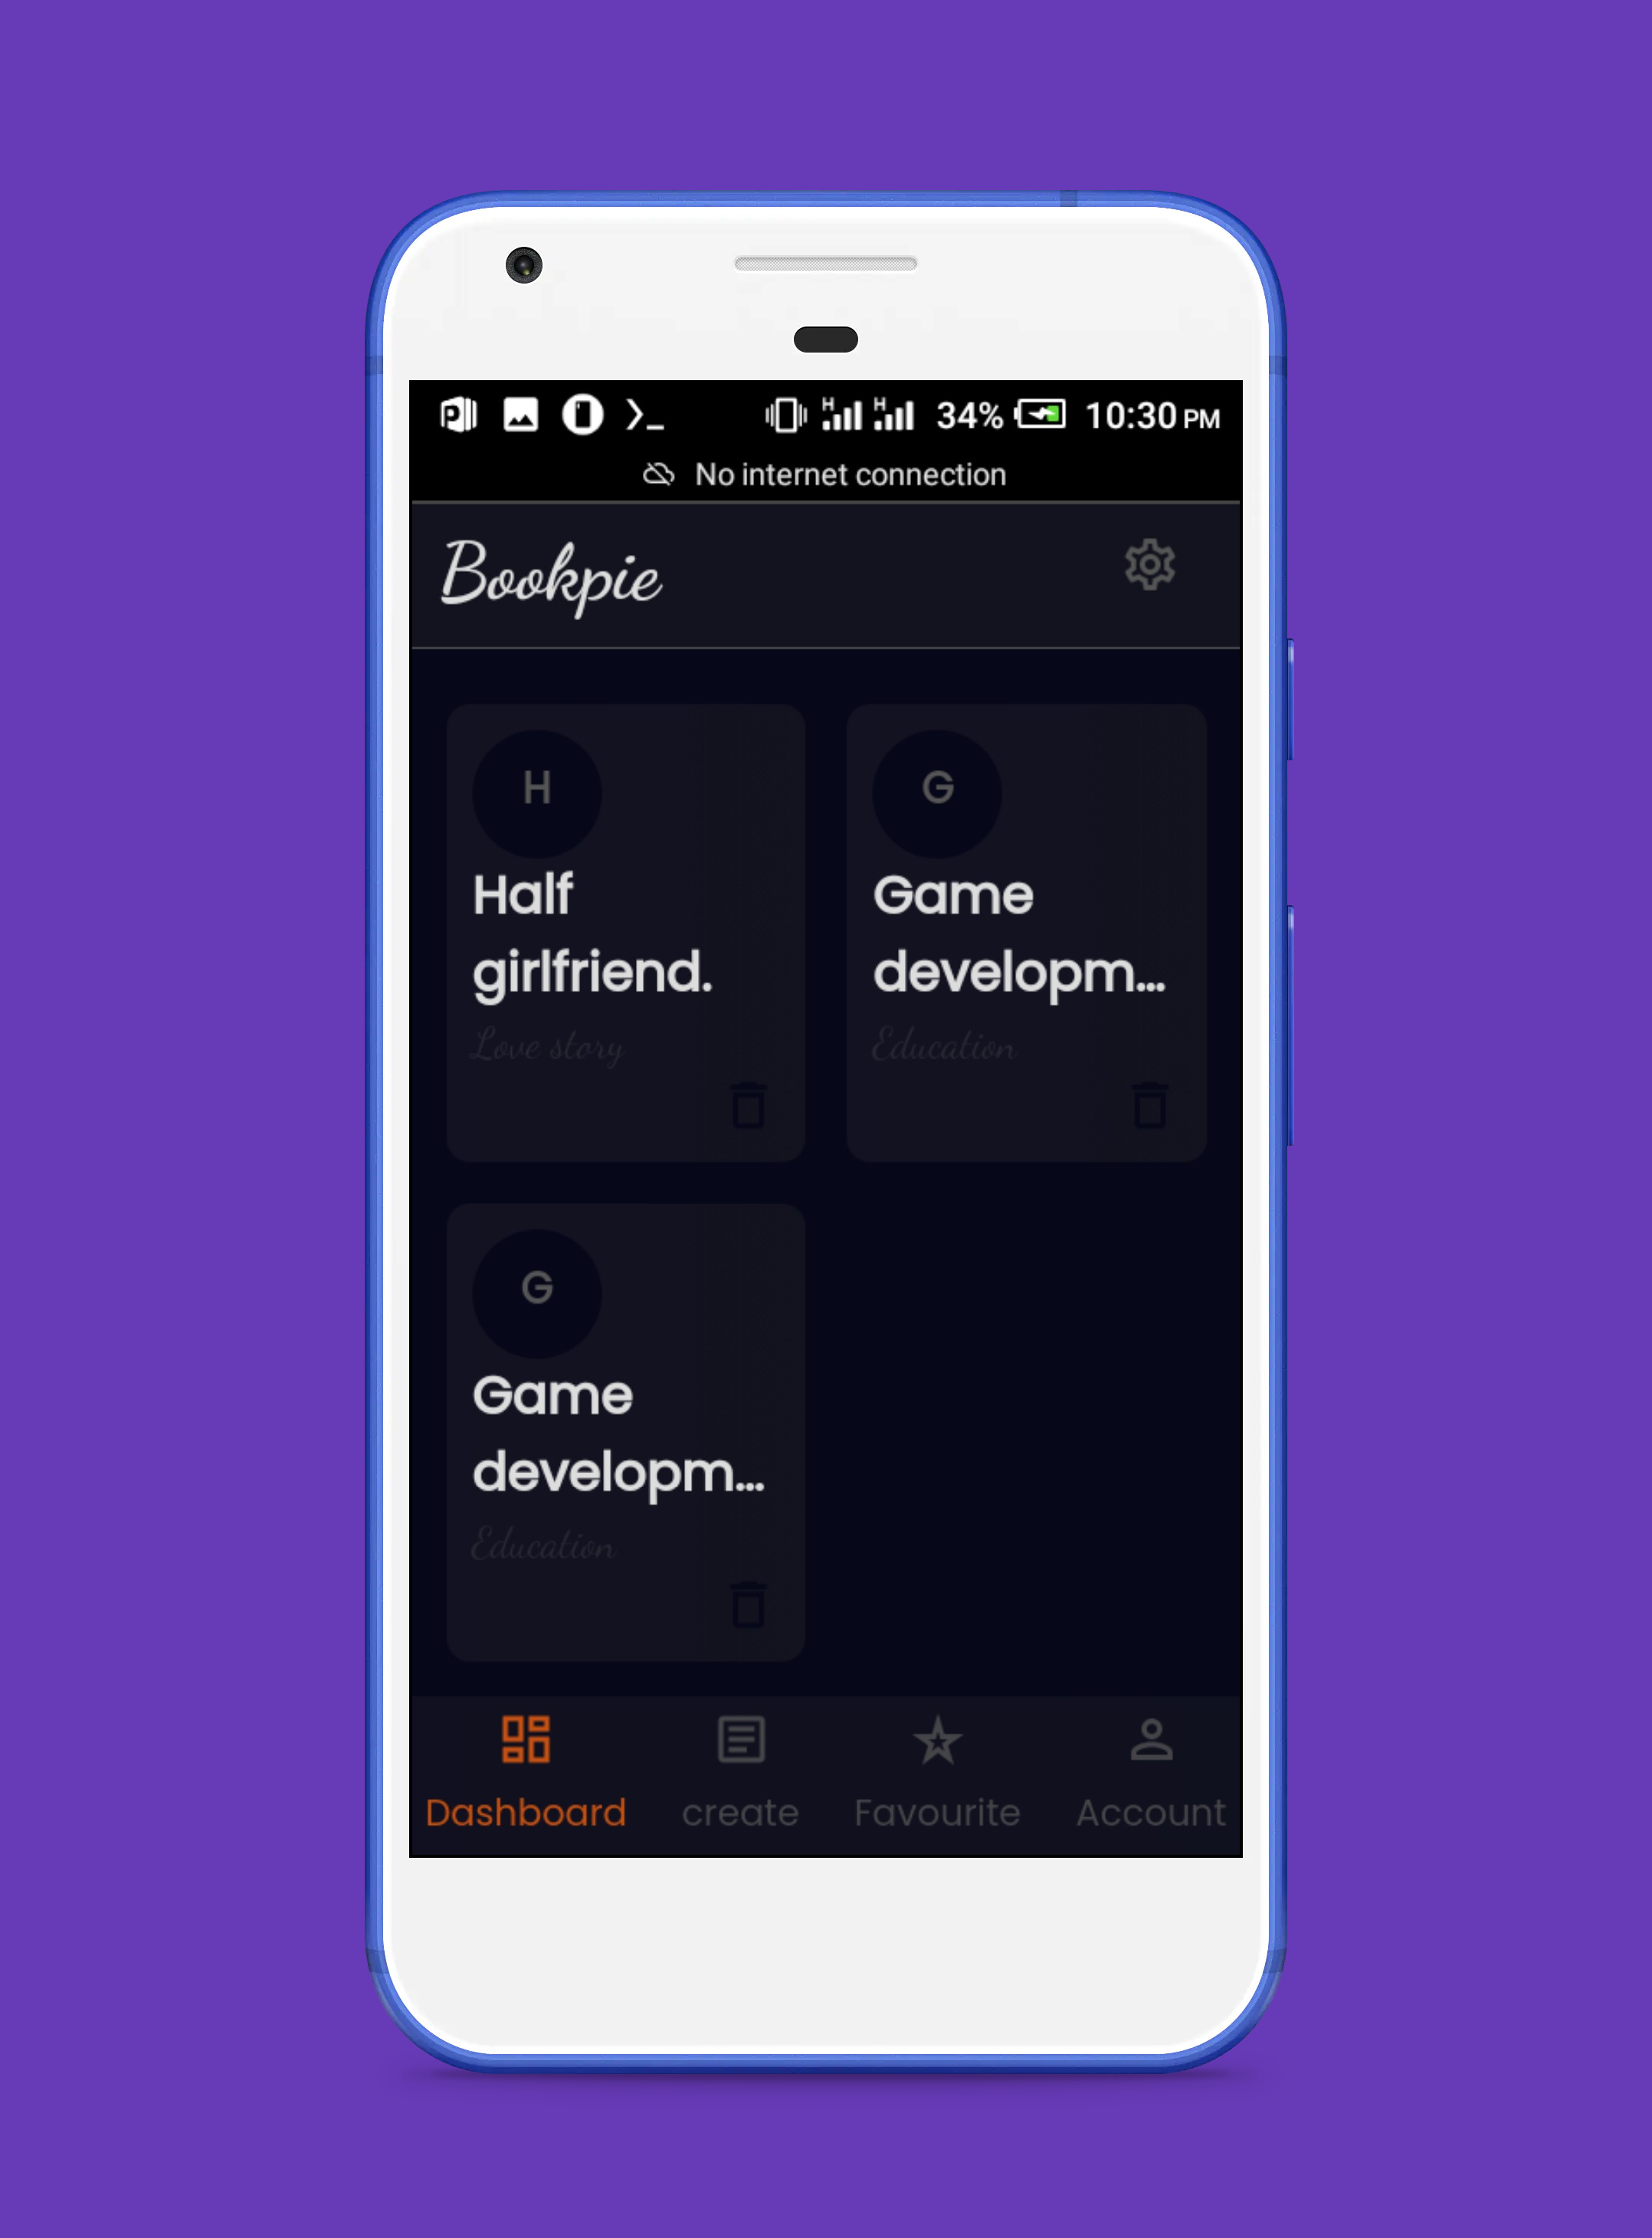 H H 34% 10:30 PM
No internet connection
Bookpie
H
Half
girlfriend.
Love story
G
Game
developm...
Education
G
Game
developm...
Education
Dashboard create Favourite Account